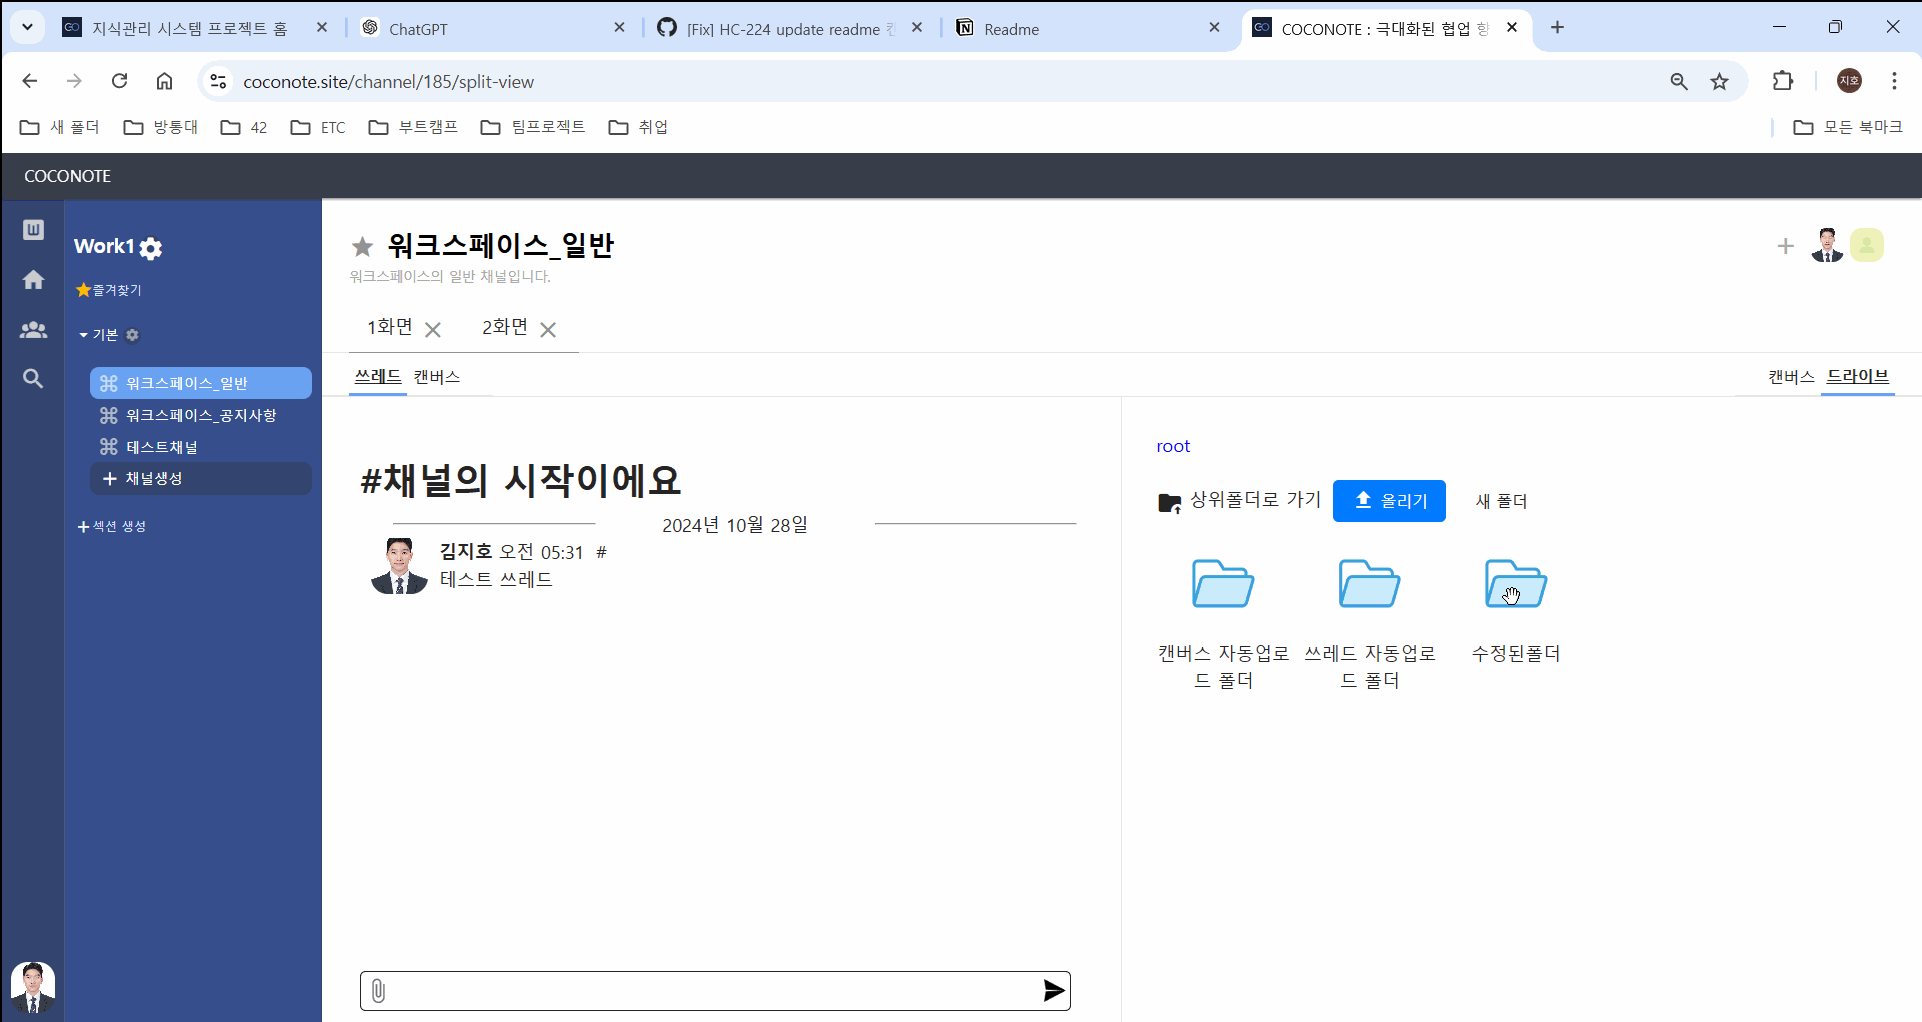 지식관리 시스템 프로젝트 홈
ChatGPT
[Fix] HC-224 update readme
Readme
COCONOTE : 극대화된 협업 향
coconote.site/channel/185/split-view
지호
새 폴더
방통대
42
ETC
부트캠프
팀프로젝트
취업
모든 북마크
COCONOTE
Work1
즐겨찾기
기본
워크스페이스_일반
워크스페이스_공지사항
테스트채널
+ 채널생성
+ 섹션 생성
워크스페이스_일반
워크스페이스의 일반 채널입니다.
1화면
2화면
쓰레드 캔버스
캔버스 드라이브
#채널의 시작이에요
2024년 10월 28일
김지호 오전 05:31 #
테스트 쓰레드
root
상위폴더로 가기
올리기
새 폴더
캔버스 자동업로
드 폴더
쓰레드 자동업로
드 폴더
수정된폴더